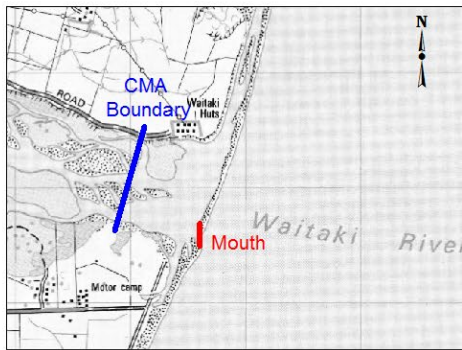 N
CMA
Boundary
ROAD
Waitaki
Huts
Waitaki River
Mouth
Motor camp